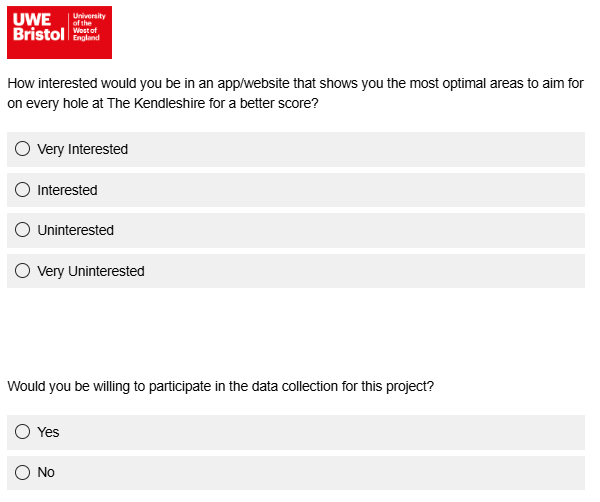 UWE
Bristol
University
of the
West of
England
How interested would you be in an app/website that shows you the most optimal areas to aim for
on every hole at The Kendleshire for a better score?
Very Interested
Interested
Uninterested
Very Uninterested
Would you be willing to participate in the data collection for this project?
Yes
No